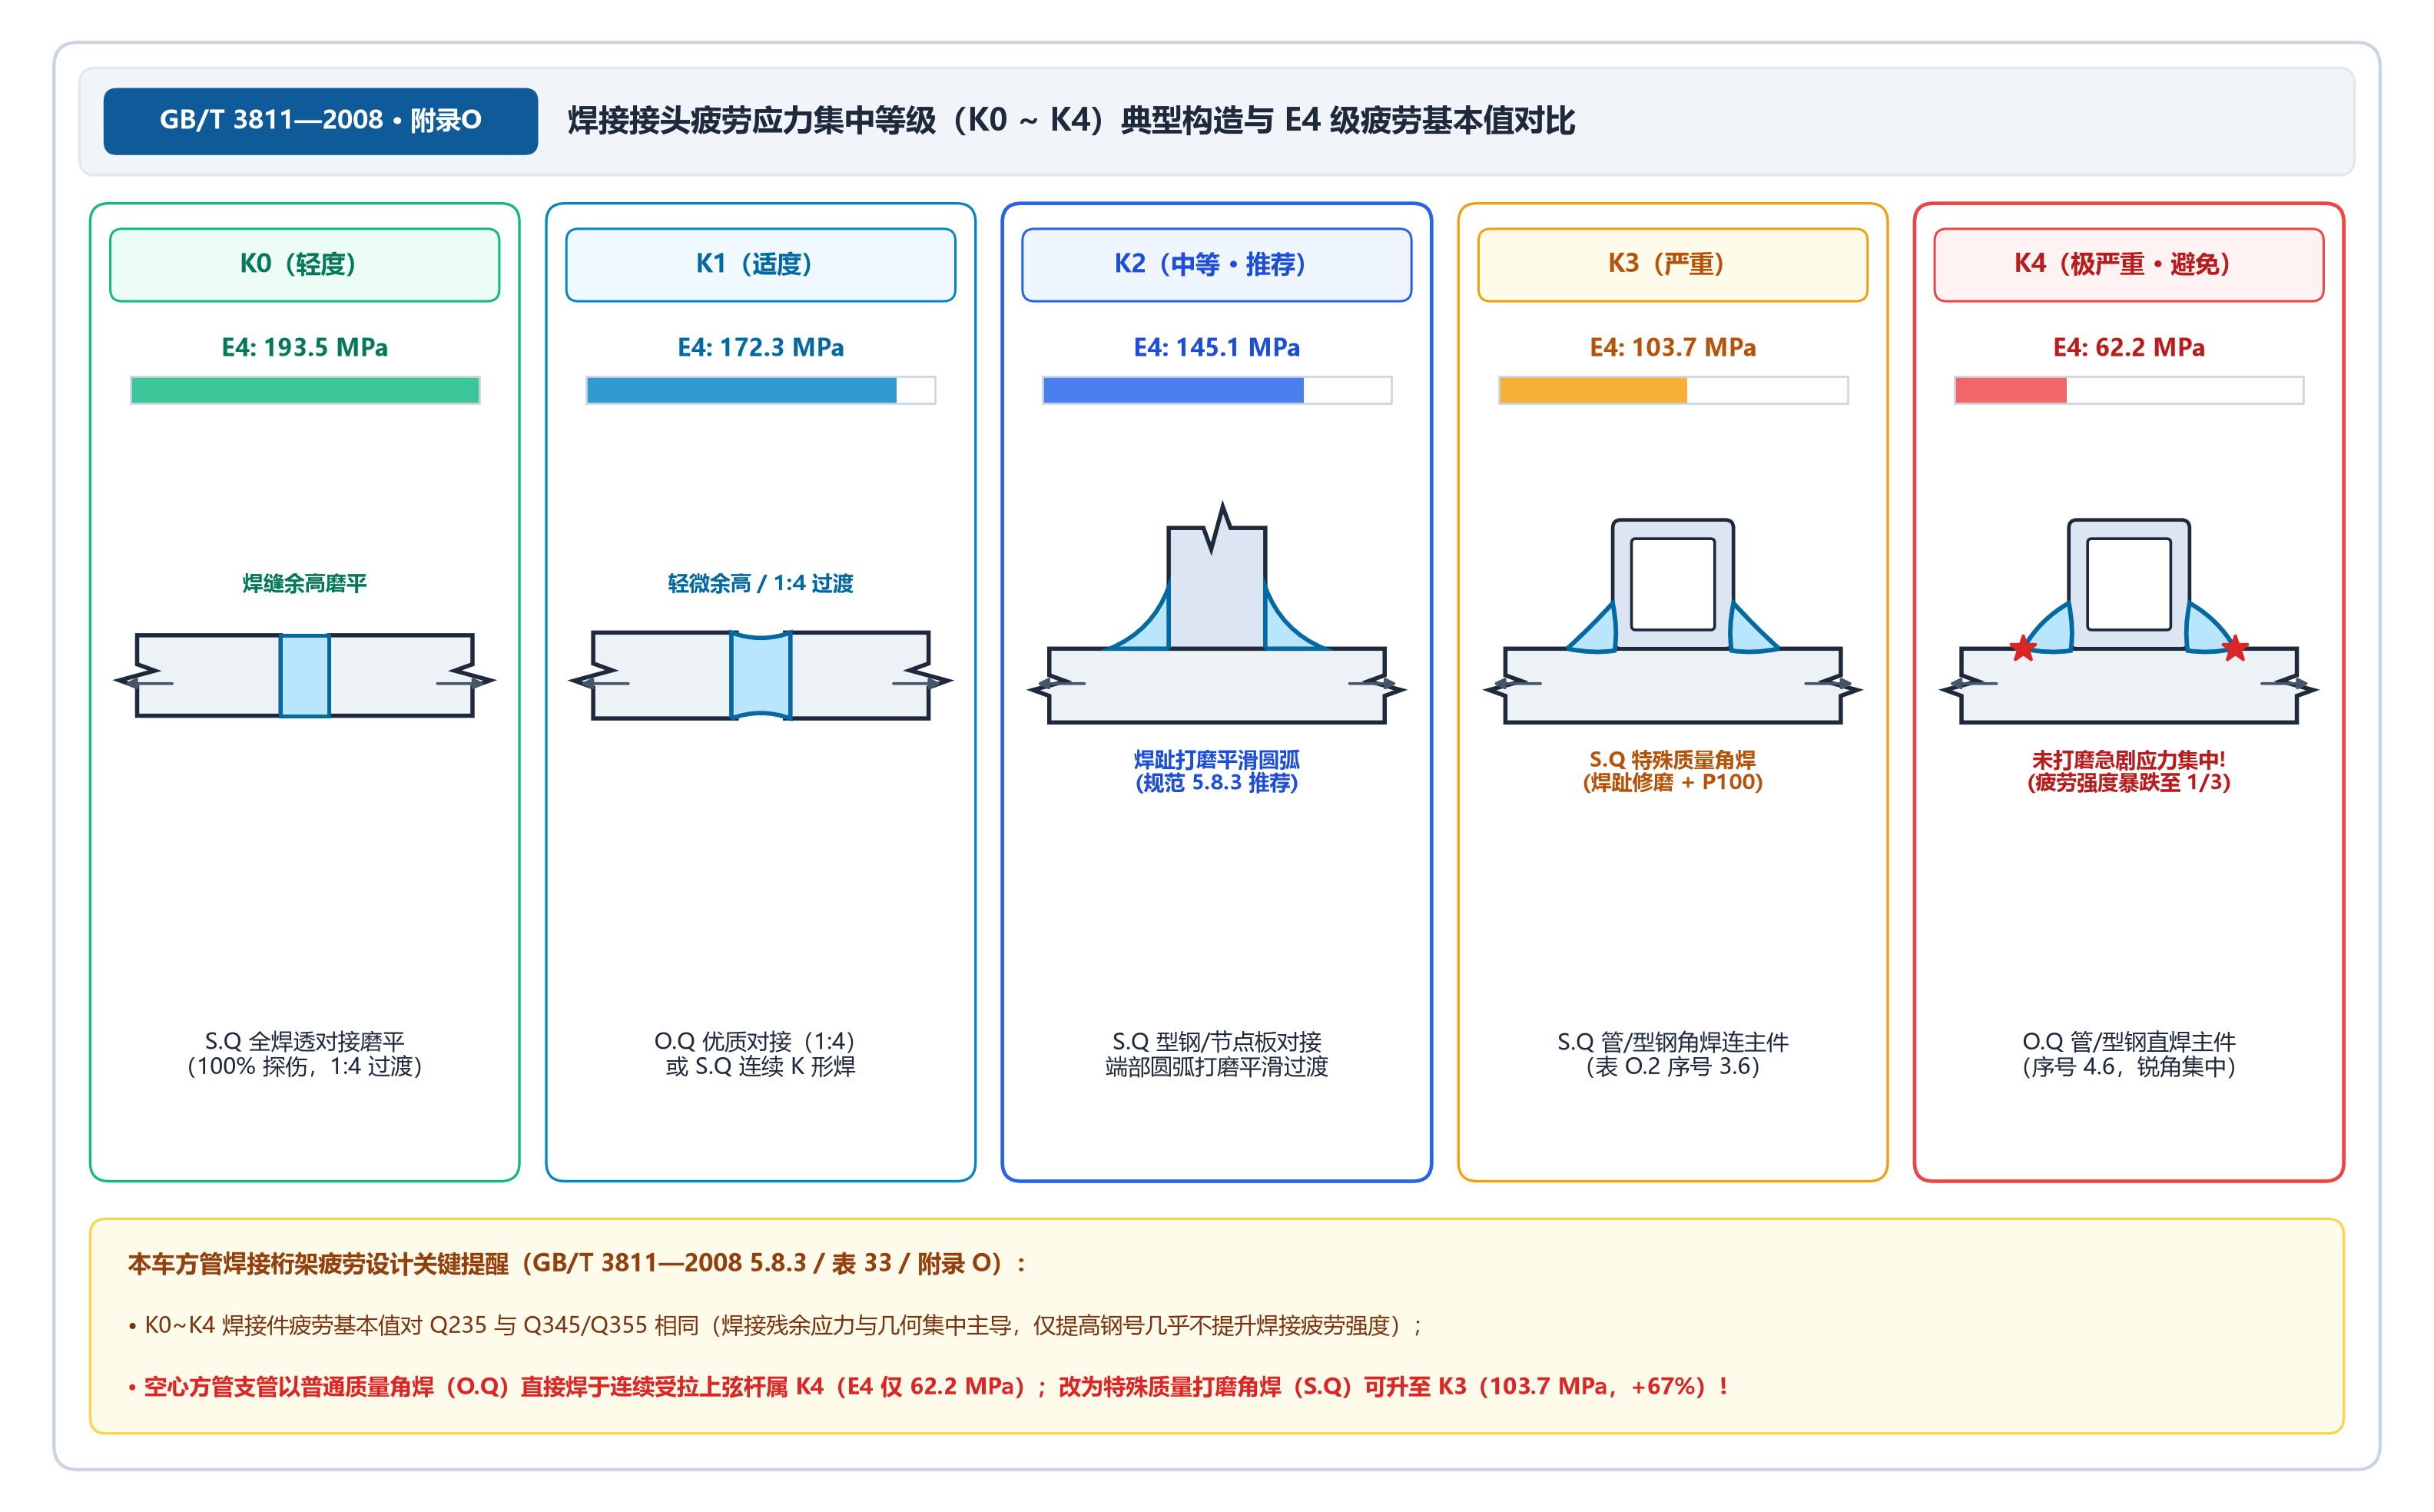 GB/T 3811—2008 • 附录O
焊接接头疲劳应力集中等级（K0 ~ K4）典型构造与 E4 级疲劳基本值对比
K0（轻度）
E4: 193.5 MPa
焊缝余高磨平
S.Q 全焊透对接磨平
（100% 探伤，1:4 过渡）
K1（适度）
E4: 172.3 MPa
轻微余高 / 1:4 过渡
O.Q 优质对接（1:4）
或 S.Q 连续 K 形焊
K2（中等 • 推荐）
E4: 145.1 MPa
焊趾打磨平滑圆弧
(规范 5.8.3 推荐)
S.Q 型钢/节点板对接
端部圆弧打磨平滑过渡
K3（严重）
E4: 103.7 MPa
S.Q 特殊质量角焊
(焊趾修磨 + P100)
S.Q 管/型钢角焊连主件
（表 O.2 序号 3.6）
K4（极严重 • 避免）
E4: 62.2 MPa
未打磨急剧应力集中!
(疲劳强度暴跌至 1/3)
O.Q 管/型钢直焊主件
（序号 4.6，锐角集中）
本车方管焊接桁架疲劳设计关键提醒（GB/T 3811—2008 5.8.3 / 表 33 / 附录 O）:
• K0~K4 焊接件疲劳基本值对 Q235 与 Q345/Q355 相同（焊接残余应力与几何集中主导，仅提高钢号几乎不提升焊接疲劳强度）;
• 空心方管支管以普通质量角焊（O.Q）直接焊于连续受拉上弦杆属 K4（E4 仅 62.2 MPa）; 改为特殊质量打磨角焊（S.Q）可升至 K3（103.7 MPa，+67%）!